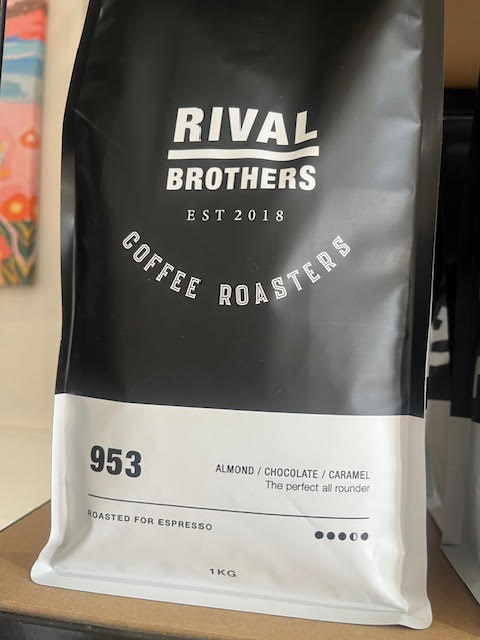 RIVAL
BROTHERS
EST 2018
COFFEE ROASTERS
953
ALMOND / CHOCOLATE / CARAMEL
The perfect all rounder
ROASTED FOR ESPRESSO
1KG